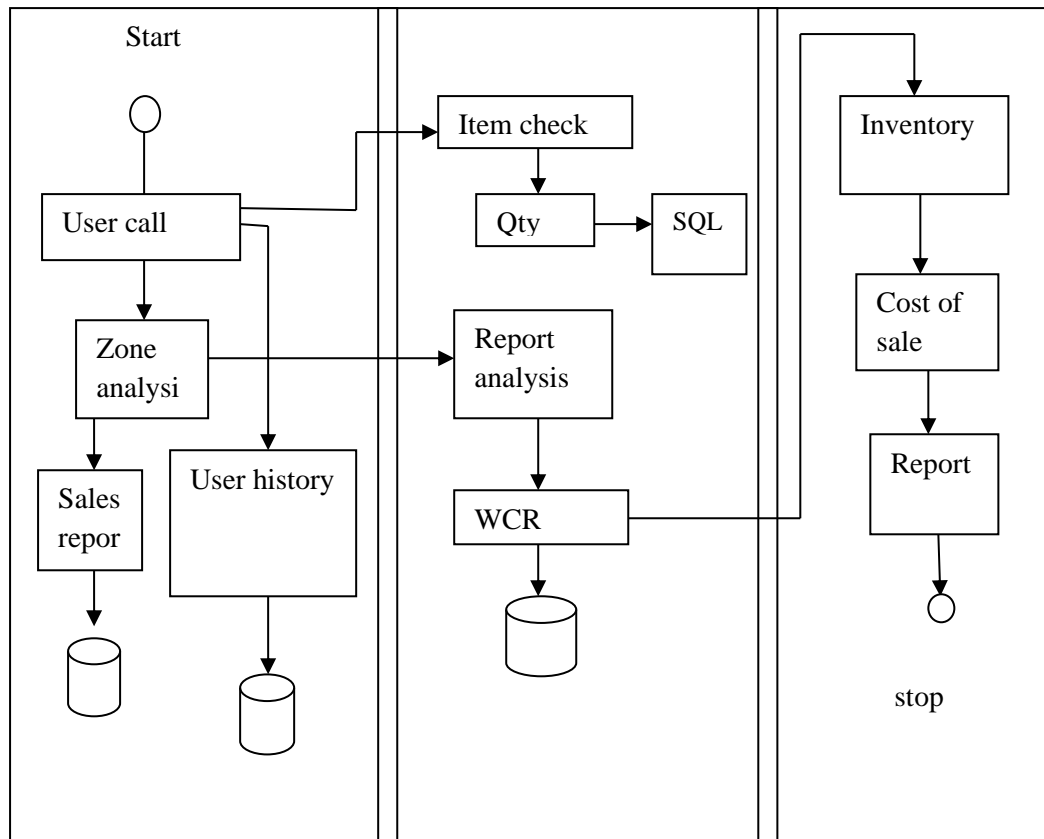 Start
User call
Zone
analysi
Sales
repor
User history
Item check
Qty
SQL
Report
analysis
WCR
Inventory
Cost of
sale
Report
stop